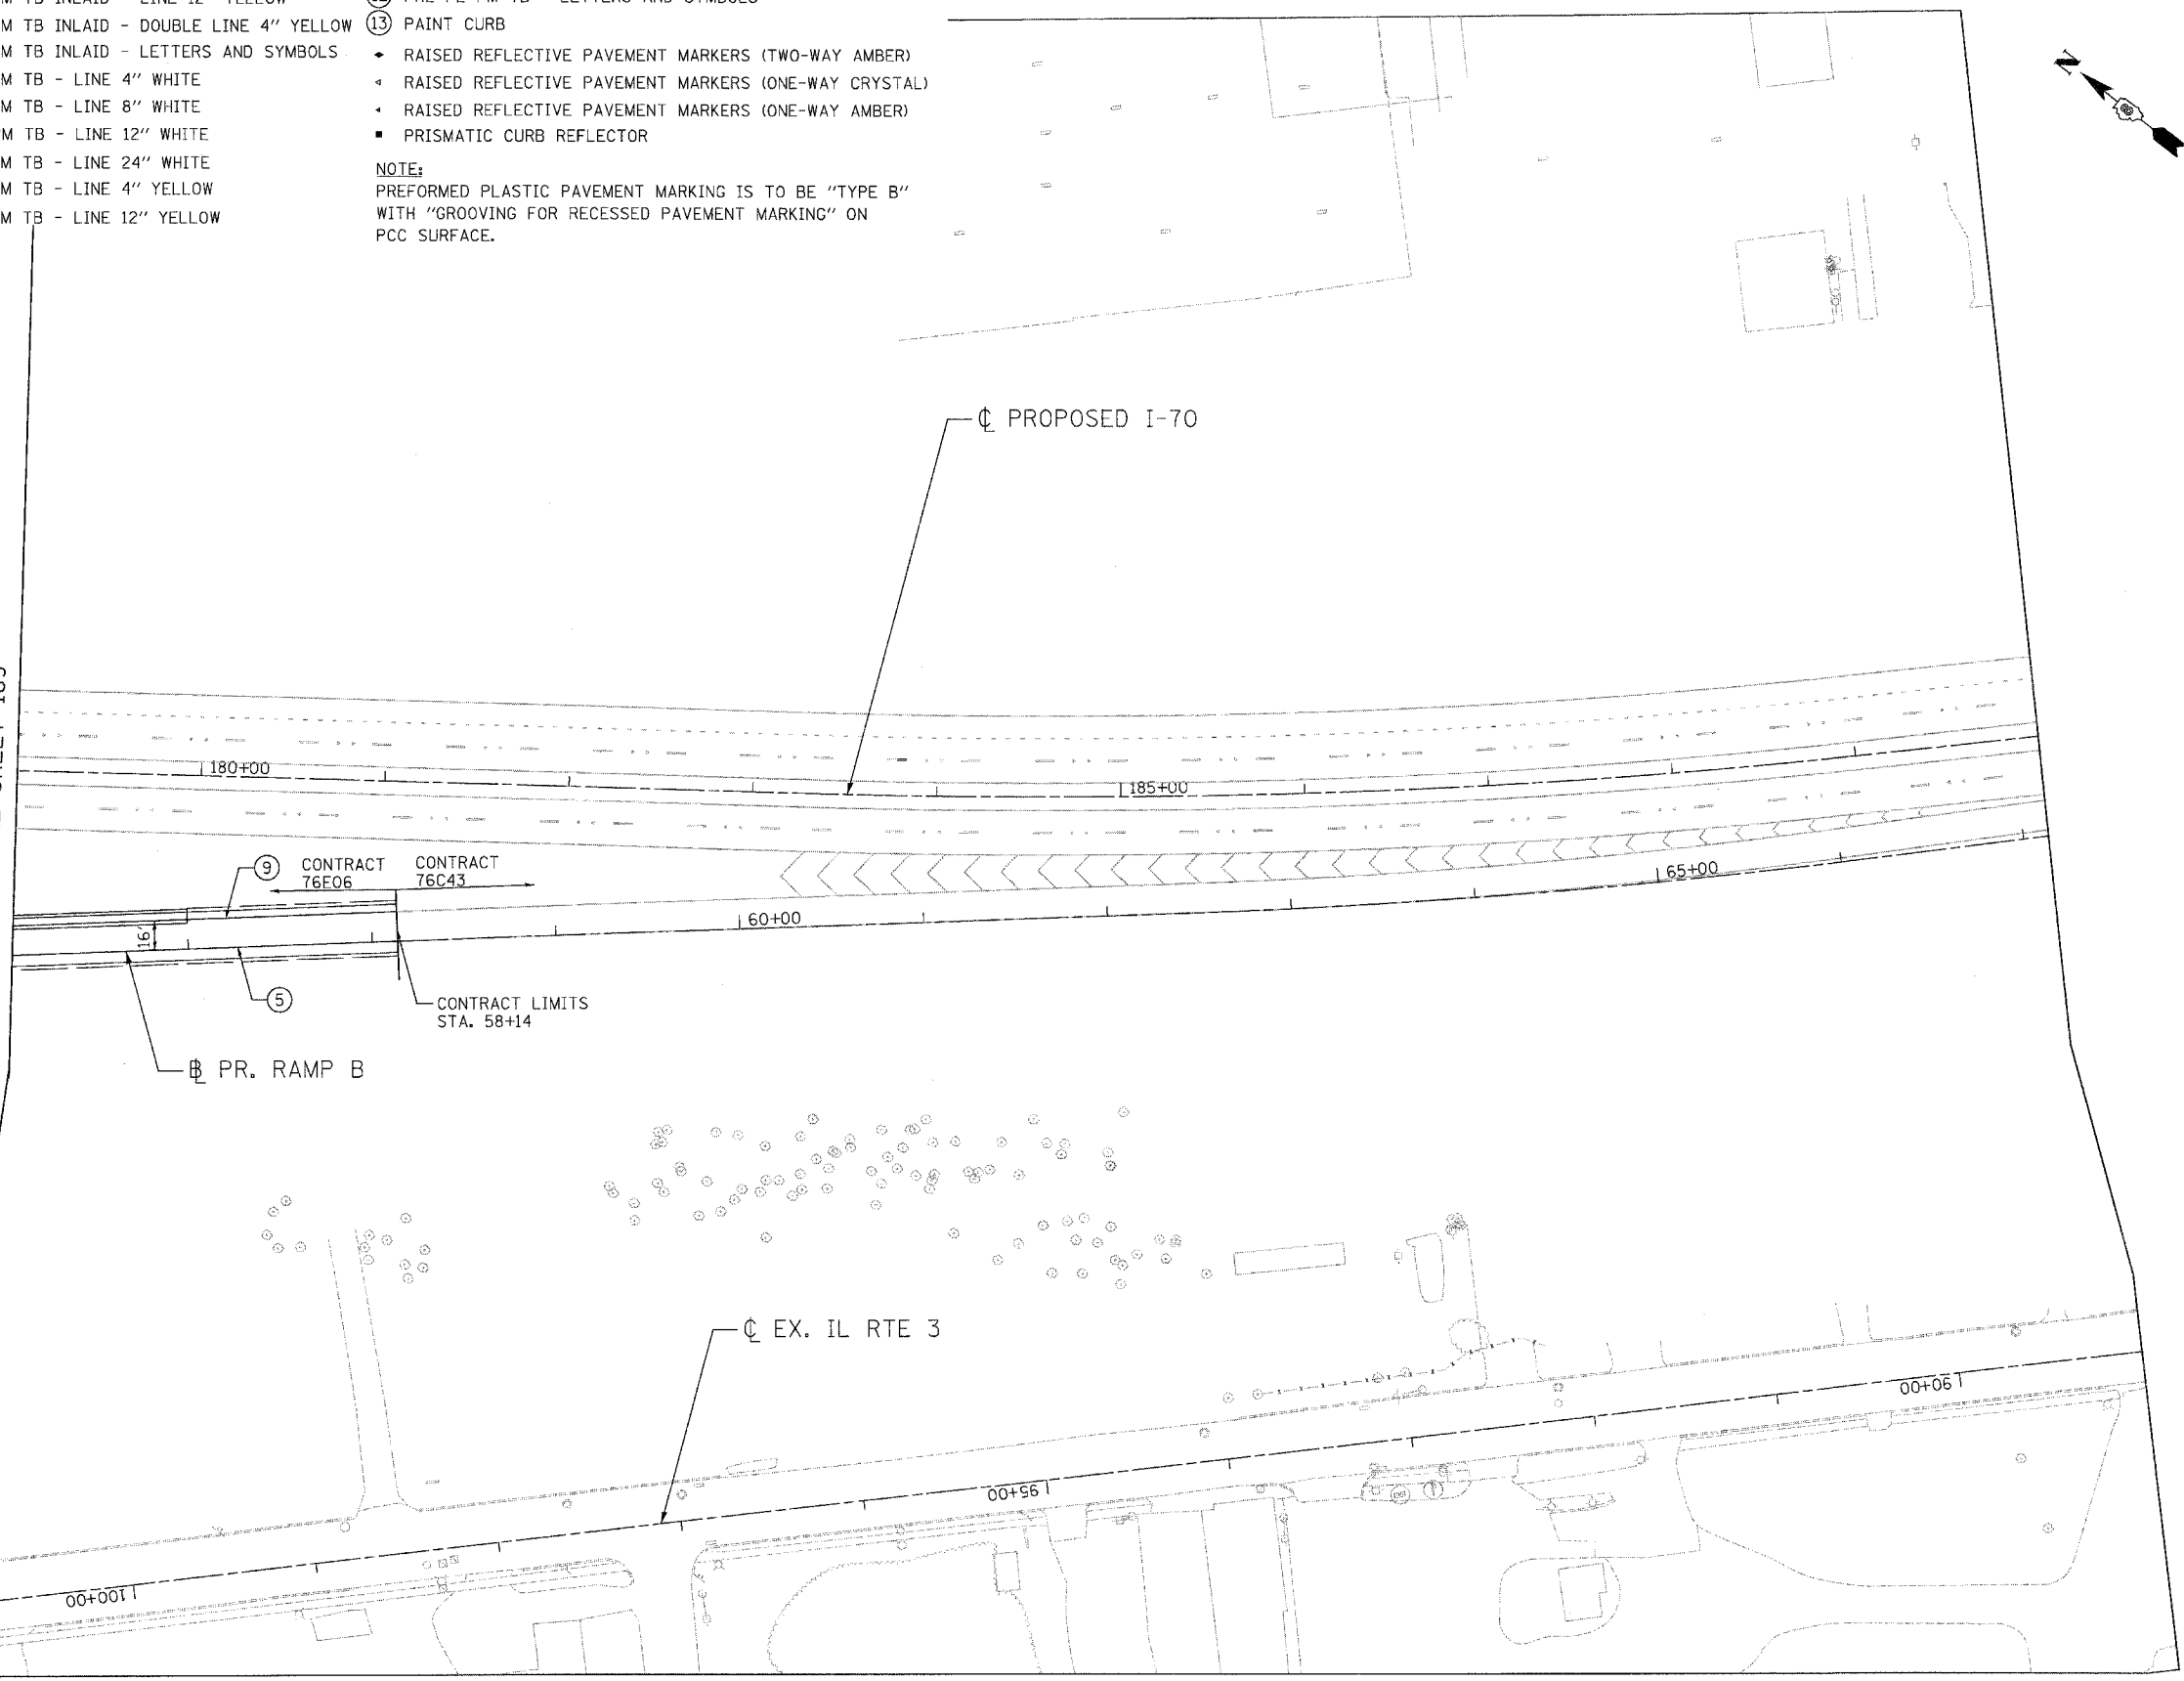 M TB INLAID - DOUBLE LINE 4" YELLOW
M TB INLAID - LETTERS AND SYMBOLS
M TB - LINE 4" WHITE
M TB - LINE 8" WHITE
M TB - LINE 12" WHITE
M TB - LINE 24" WHITE
M TB - LINE 4" YELLOW
M TB - LINE 12" YELLOW
13 PAINT CURB
RAISED REFLECTIVE PAVEMENT MARKERS (TWO-WAY AMBER)
RAISED REFLECTIVE PAVEMENT MARKERS (ONE-WAY CRYSTAL)
RAISED REFLECTIVE PAVEMENT MARKERS (ONE-WAY AMBER)
PRISMATIC CURB REFLECTOR
NOTE:
PREFORMED PLASTIC PAVEMENT MARKING IS TO BE "TYPE B"
WITH "GROOVING FOR RECESSED PAVEMENT MARKING" ON
PCC SURFACE.
N
℄ PROPOSED I-70
180+00
185+00
9
CONTRACT
76E06
CONTRACT
76C43
65+00
60+00
16'
5
CONTRACT LIMITS
STA. 58+14
PR. RAMP B
℄ EX. IL RTE 3
90+00
95+00
100+00